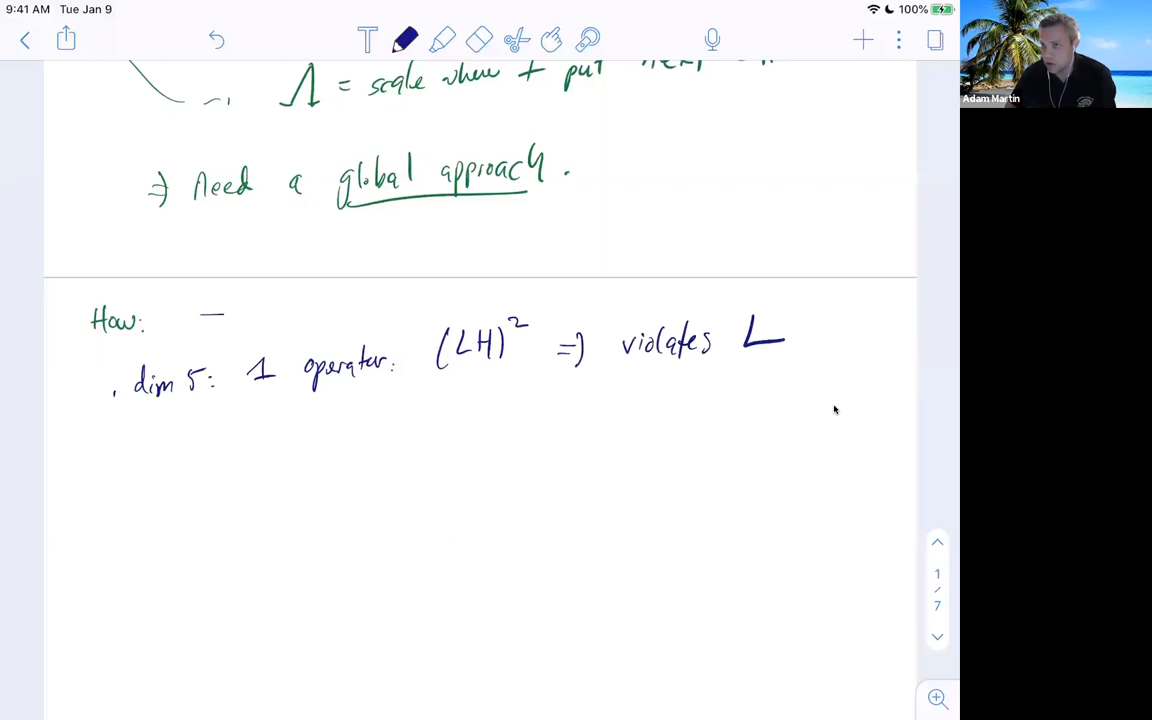 9:41 AM Tue Jan 9
100%
T
Λ = scale where + put
⇒ Need a global approach.
How: —
. dim 5: 1 operator: (LH)² ⇒ violates L
Adam Martin
1
/
7